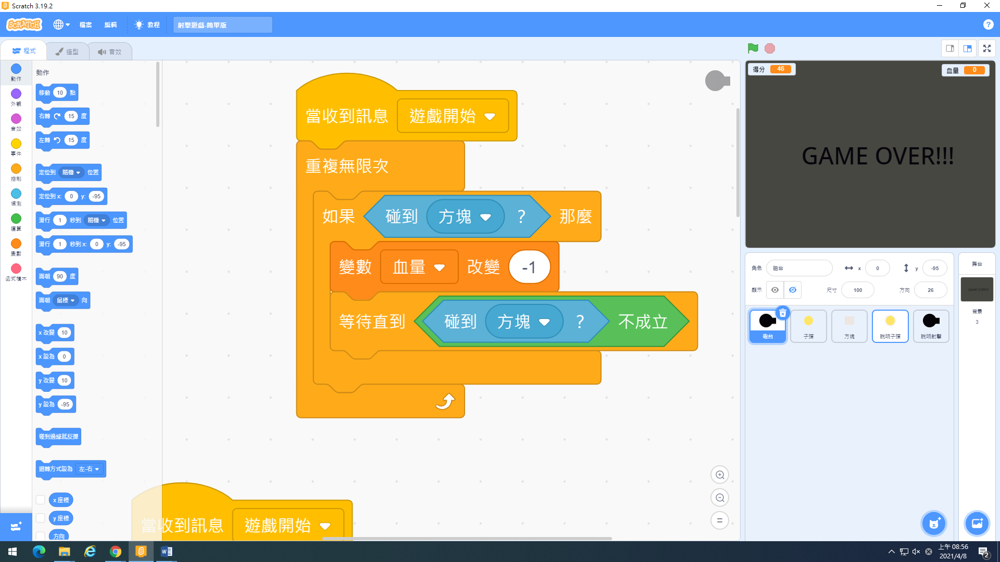 Scratch 3.19.2
SCRATCH
檔案
編輯
教程
射擊遊戲-簡單版
?
程式
造型
音效
動作
外觀
音效
事件
控制
偵測
運算
變數
函式積木
動作
移動 10 點
右轉 15 度
左轉 15 度
定位到 隨機 位置
定位到 x: 0 y: -95
滑行 1 秒到 隨機 位置
滑行 1 秒到 x: 0 y: -95
面朝 90 度
面朝 鼠標 向
x 改變 10
x 設為 0
y 改變 10
y 設為 -95
碰到邊緣就反彈
迴轉方式設為 左-右
x 座標
y 座標
方向
當收到訊息 遊戲開始
重複無限次
如果 碰到 方塊 ? 那麼
變數 血量 改變 -1
等待直到 碰到 方塊 ? 不成立
當收到訊息 遊戲開始
得分 46
血量 0
GAME OVER!!!
角色 砲台 x 0 y -95
顯示 尺寸 100 方向 26
砲台
子彈
方塊
說明子彈
說明射擊
舞台
GAME OVER!!!
背景
3
上午 08:56
2021/4/8
2